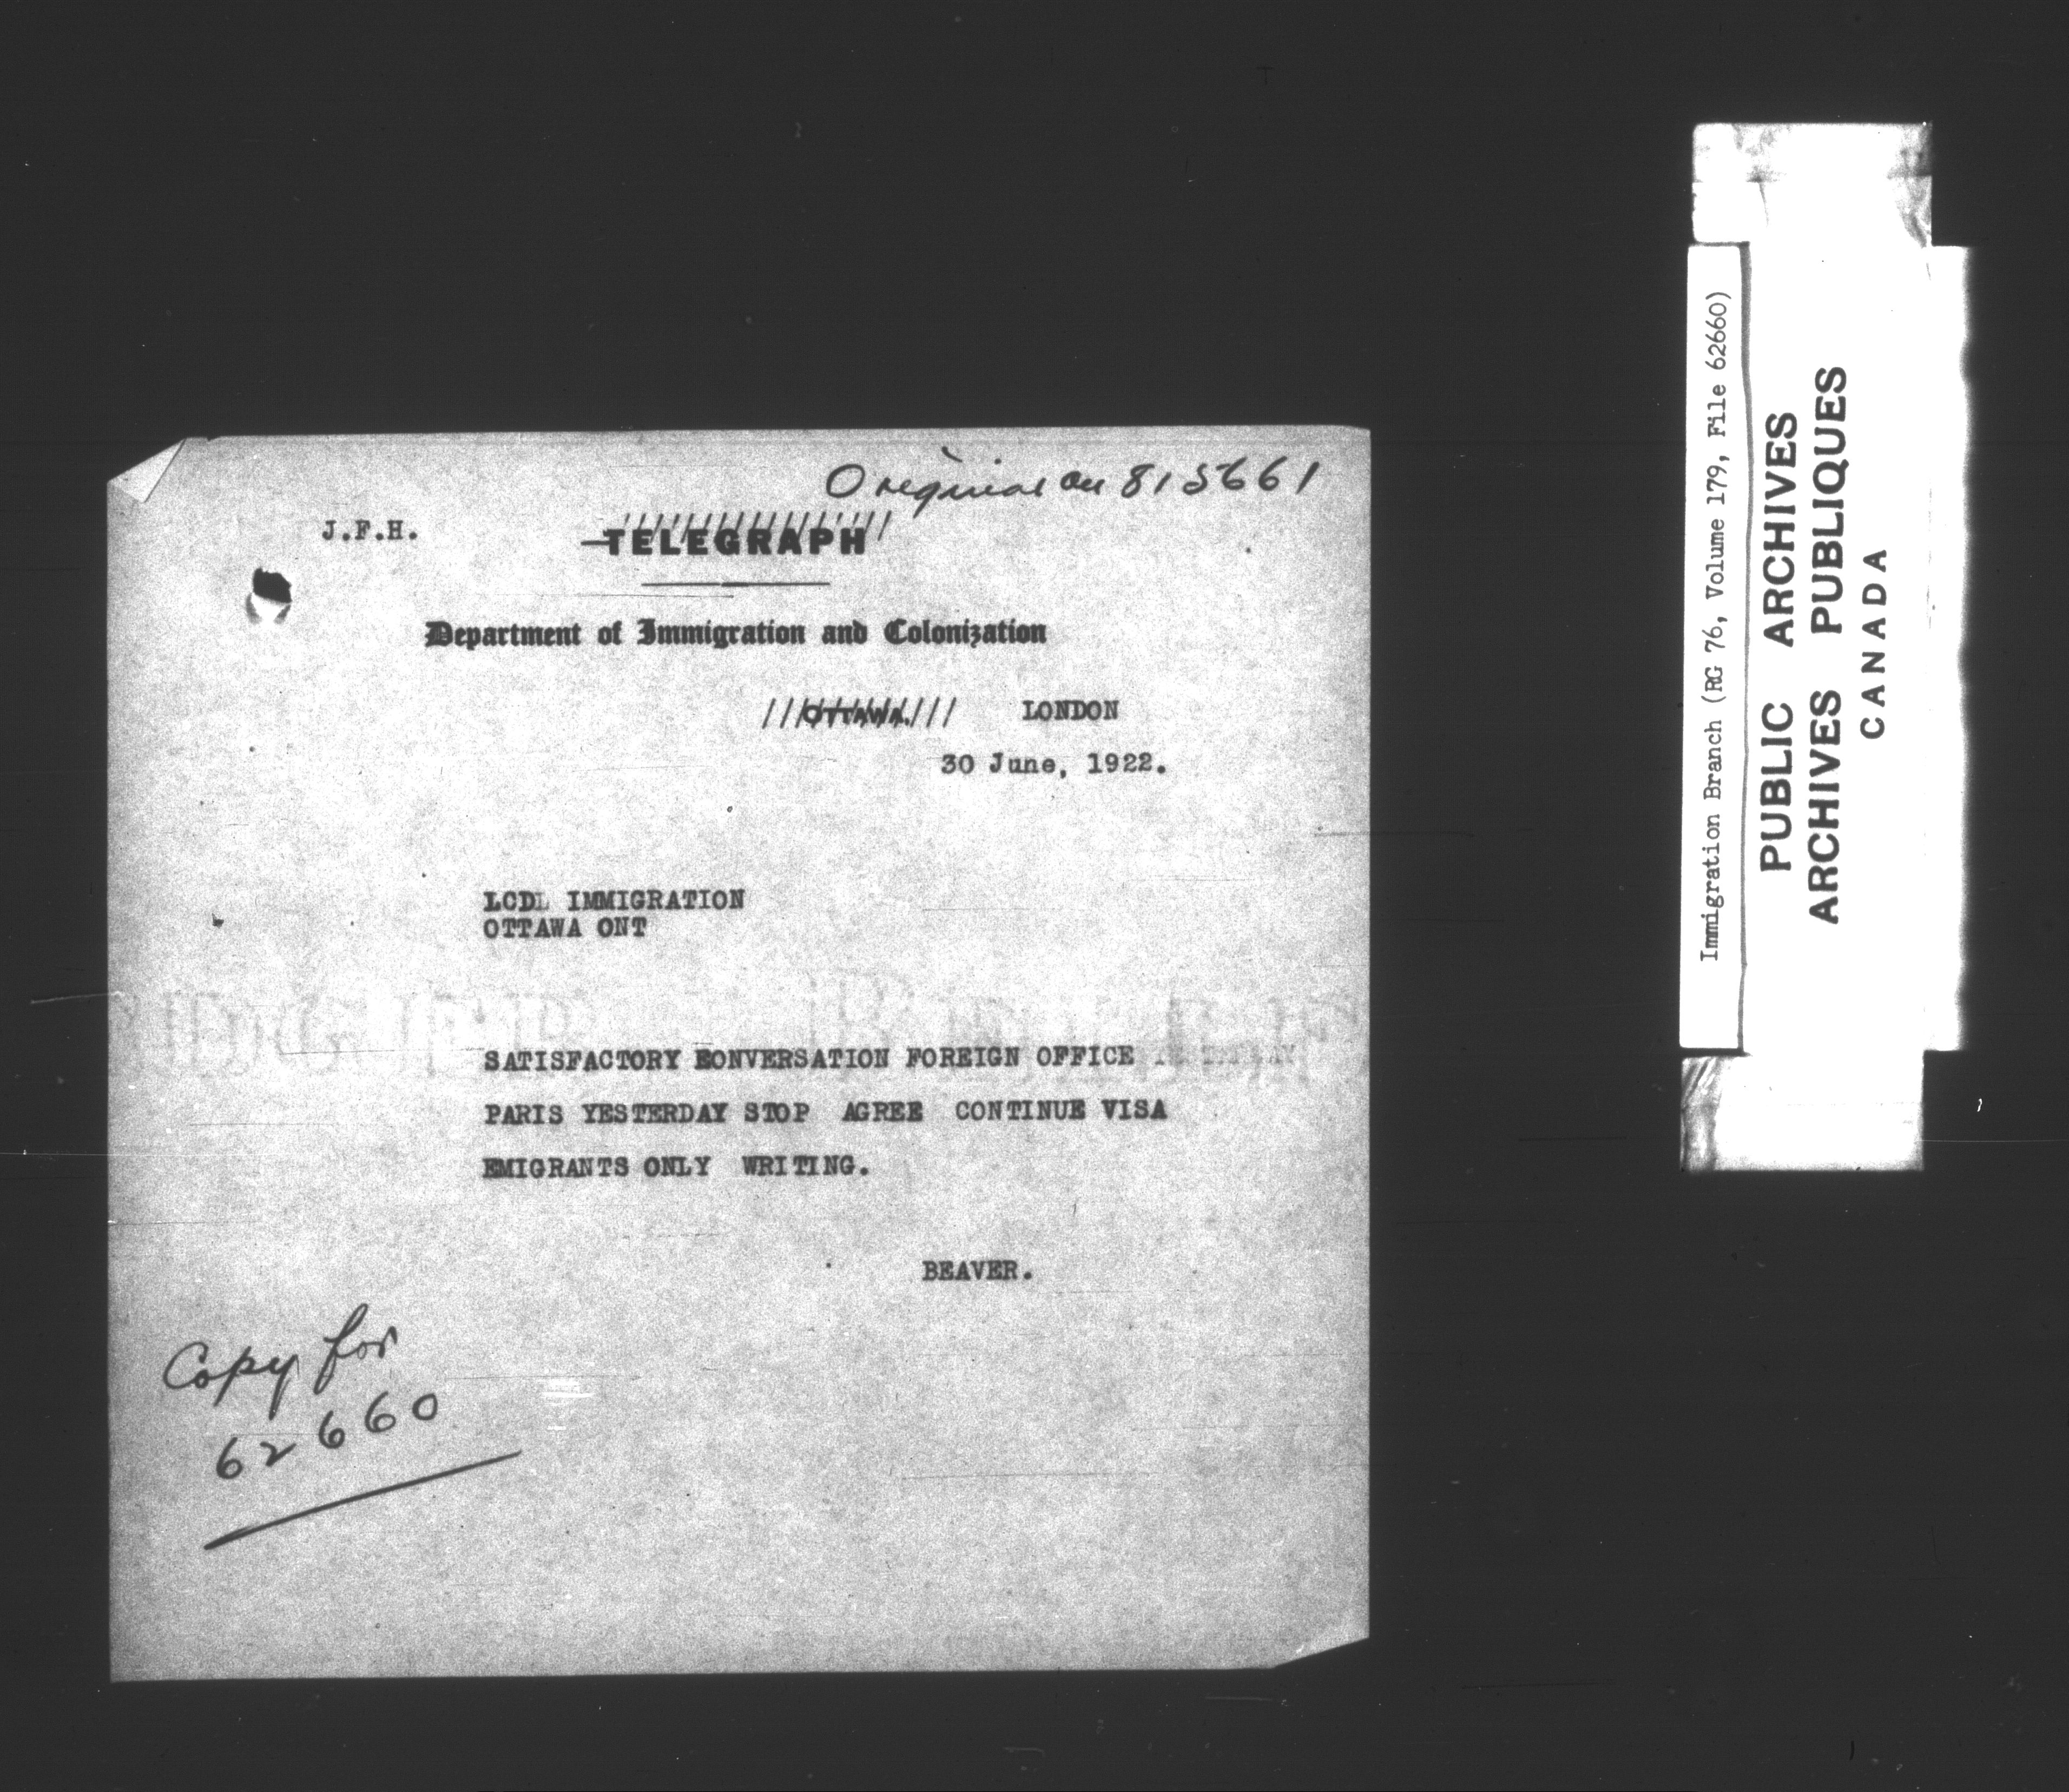 Original on 815661
J.F.H.
TELEGRAPH
Department of Immigration and Colonization
///OTTAWA./// LONDON
30 June, 1922.
LCDL IMMIGRATION
OTTAWA ONT
SATISFACTORY CONVERSATION FOREIGN OFFICE
PARIS YESTERDAY STOP AGREE CONTINUE VISA
EMIGRANTS ONLY WRITING.
BEAVER.
Copy for
62660
Immigration Branch (RG 76, Volume 179, File 62660)
PUBLIC ARCHIVES
ARCHIVES PUBLIQUES
CANADA